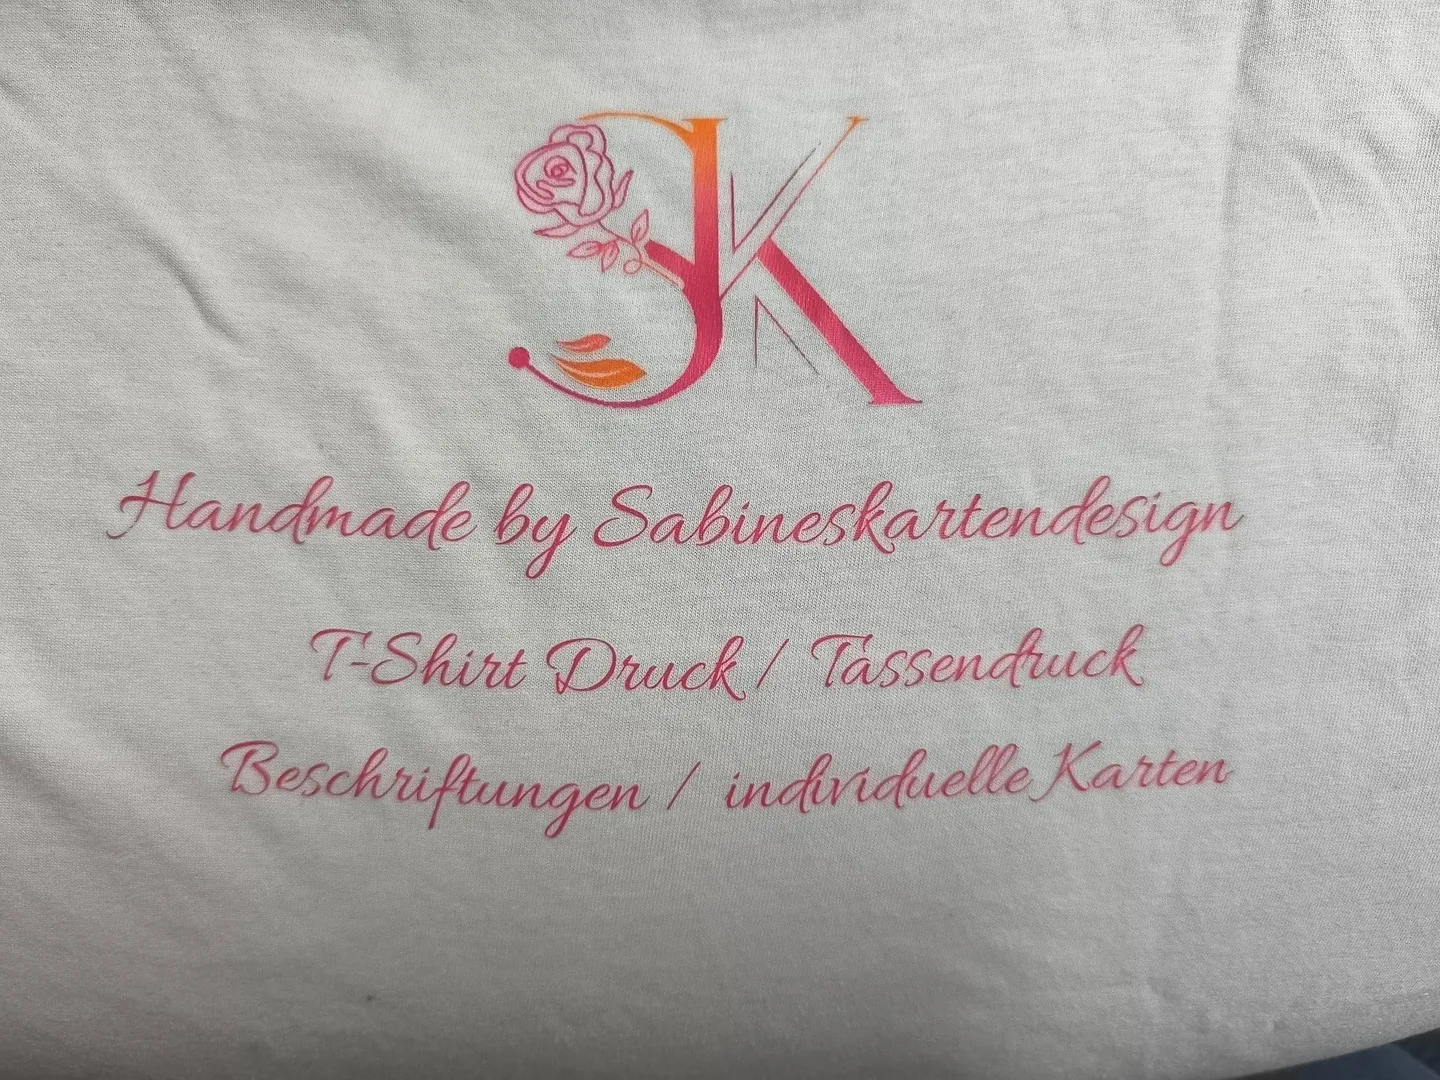 SK
Handmade by Sabineskartendesign
T-Shirt Druck / Tassendruck
Beschriftungen / individuelle Karten